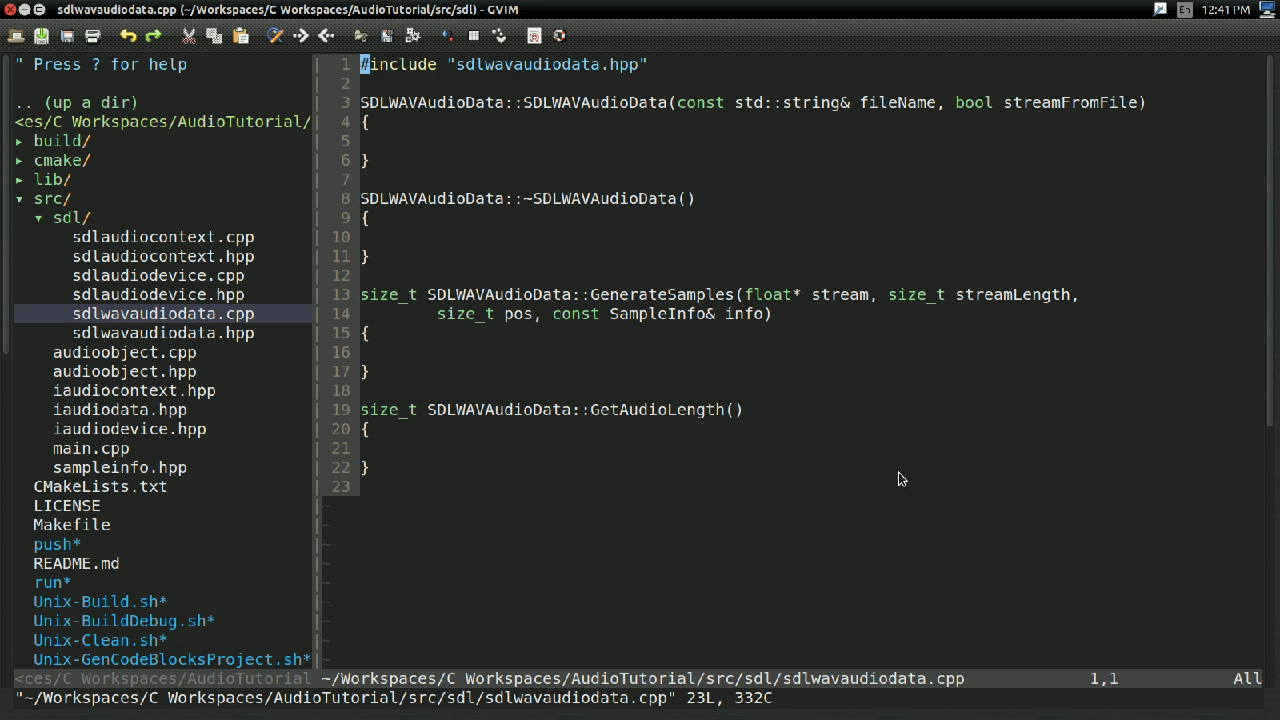 sdlwavaudiodata.cpp (~/Workspaces/C Workspaces/AudioTutorial/src/sdl) - GVIM
En
12:41 PM
" Press ? for help
.. (up a dir)
<es/C Workspaces/AudioTutorial/
▸ build/
▸ cmake/
▸ lib/
▾ src/
▾ sdl/
sdlaudiocontext.cpp
sdlaudiocontext.hpp
sdlaudiodevice.cpp
sdlaudiodevice.hpp
sdlwavaudiodata.cpp
sdlwavaudiodata.hpp
audioobject.cpp
audioobject.hpp
iaudiocontext.hpp
iaudiodata.hpp
iaudiodevice.hpp
main.cpp
sampleinfo.hpp
CMakeLists.txt
LICENSE
Makefile
push*
README.md
run*
Unix-Build.sh*
Unix-BuildDebug.sh*
Unix-Clean.sh*
Unix-GenCodeBlocksProject.sh*
<ces/C Workspaces/AudioTutorial
1 #include "sdlwavaudiodata.hpp"
2
3 SDLWAVAudioData::SDLWAVAudioData(const std::string& fileName, bool streamFromFile)
4 {
5
6 }
7
8 SDLWAVAudioData::~SDLWAVAudioData()
9 {
10
11 }
12
13 size_t SDLWAVAudioData::GenerateSamples(float* stream, size_t streamLength,
14 size_t pos, const SampleInfo& info)
15 {
16
17 }
18
19 size_t SDLWAVAudioData::GetAudioLength()
20 {
21
22 }
23
~/Workspaces/C Workspaces/AudioTutorial/src/sdl/sdlwavaudiodata.cpp 1,1 All
"~/Workspaces/C Workspaces/AudioTutorial/src/sdl/sdlwavaudiodata.cpp" 23L, 332C